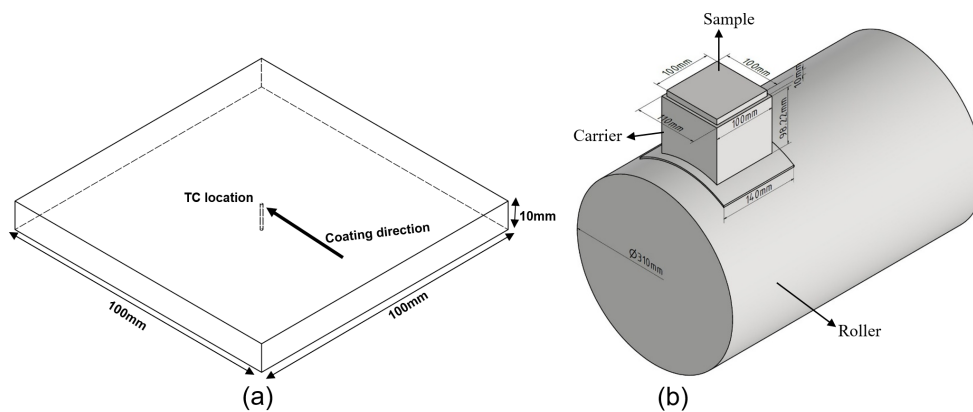 TC location
Coating direction
10mm
100mm
100mm
(a)
Sample
100mm
100mm
10mm
110mm
100mm
98.22mm
Carrier
140mm
Ø310mm
Roller
(b)